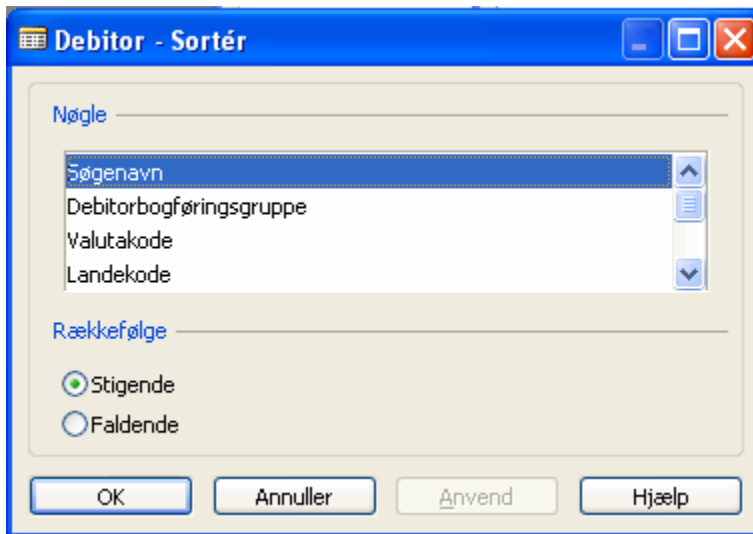 Debitor - Sortér
Nøgle
Søgenavn
Debitorbogføringsgruppe
Valutakode
Landekode
Rækkefølge
Stigende
Faldende
OK Annuller Anvend Hjælp